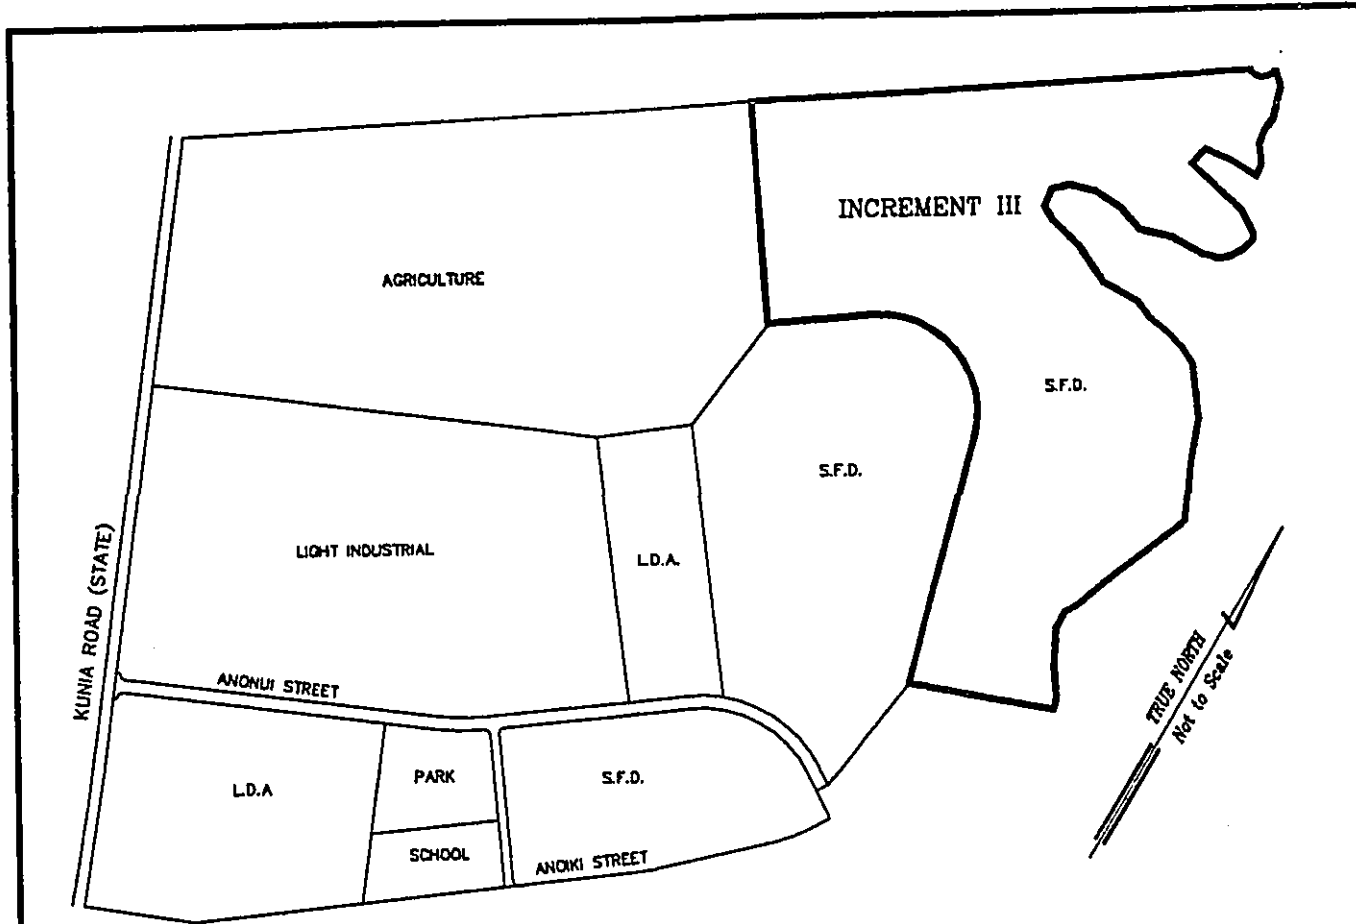 INCREMENT III
AGRICULTURE
S.F.D.
S.F.D.
LIGHT INDUSTRIAL
L.D.A.
KUNIA ROAD (STATE)
ANONUI STREET
TRUE NORTH
Not to Scale
L.D.A
PARK
S.F.D.
SCHOOL
ANOIKI STREET